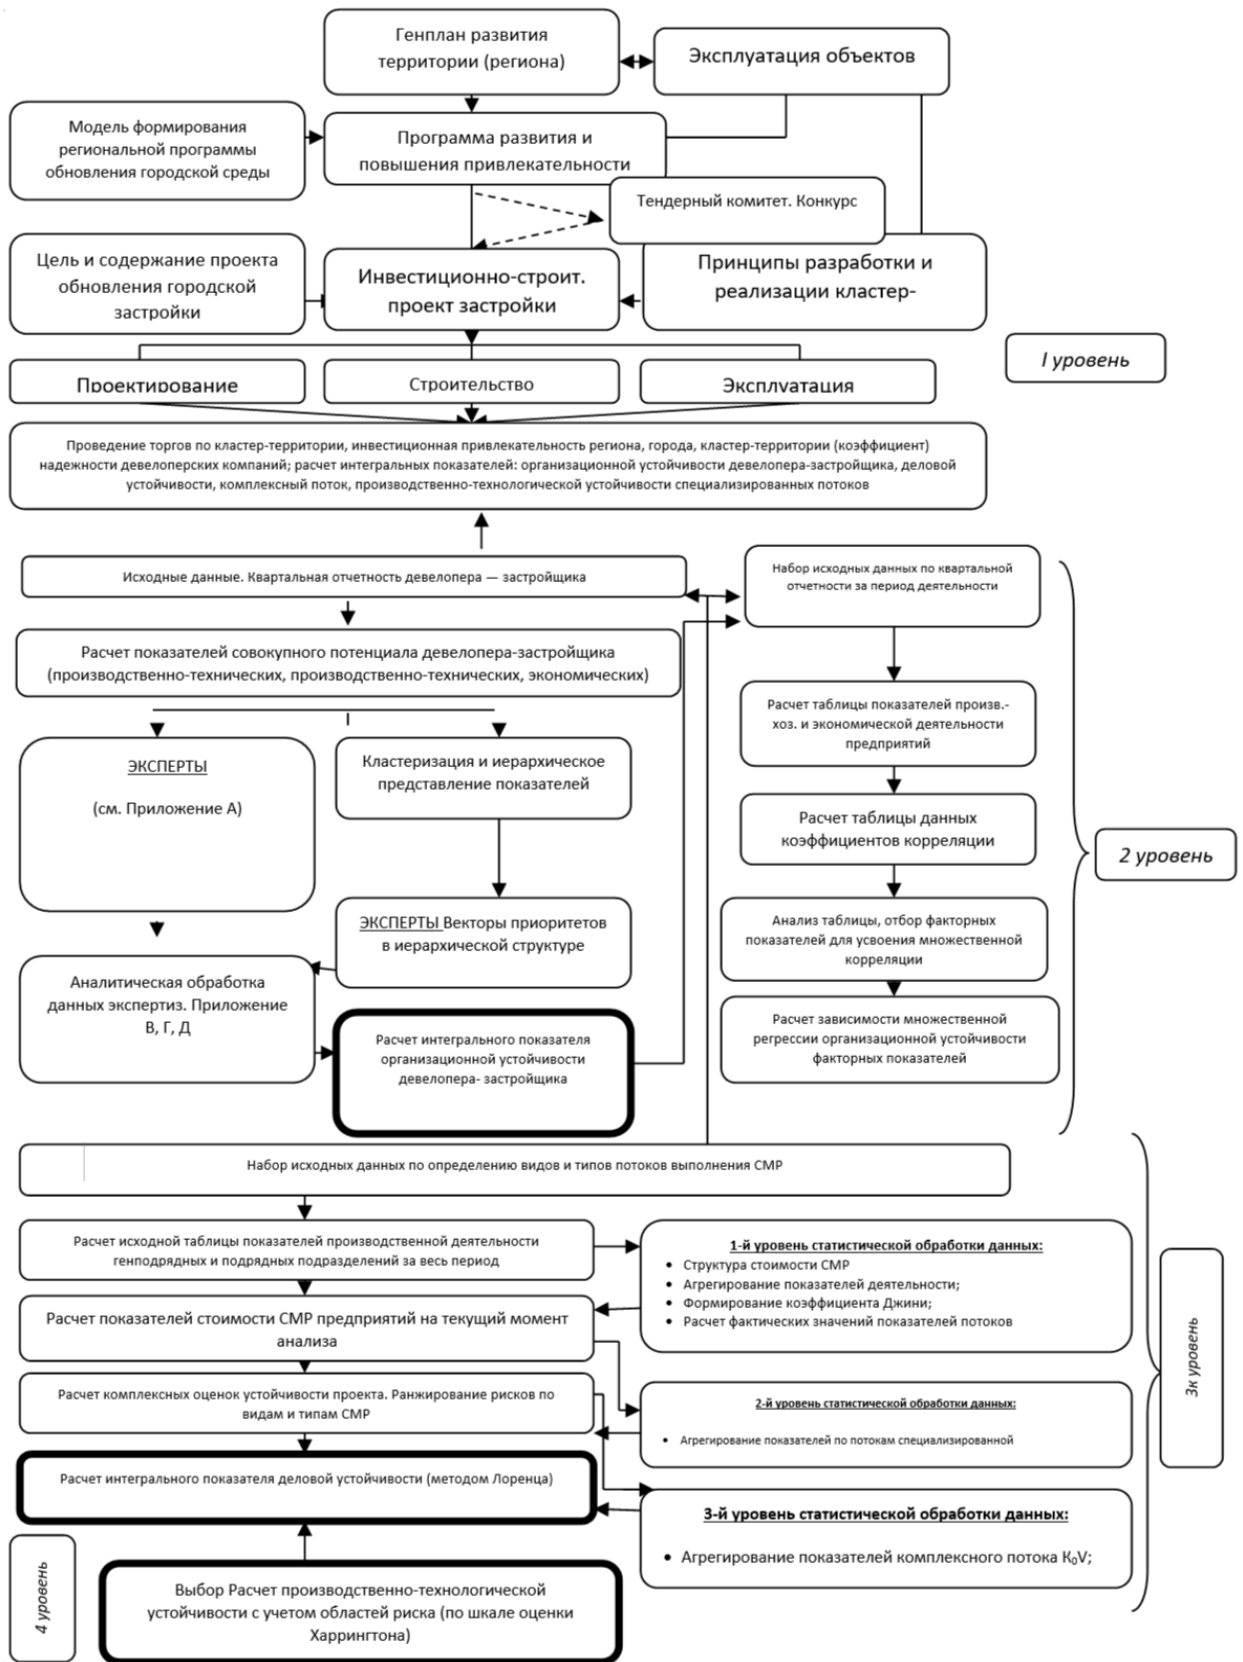 Генплан развития
территории (региона)
Эксплуатация объектов
Модель формирования
региональной программы
обновления городской среды
Программа развития и
повышения привлекательности
Тендерный комитет. Конкурс
Цель и содержание проекта
обновления городской
застройки
Инвестиционно-строит.
проект застройки
Принципы разработки и
реализации кластер-
I уровень
Проектирование
Строительство
Эксплуатация
Проведение торгов по кластер-территории, инвестиционная привлекательность региона, города, кластер-территории (коэффициент)
надежности девелоперских компаний; расчет интегральных показателей: организационной устойчивости девелопера-застройщика, деловой
устойчивости, комплексный поток, производственно-технологической устойчивости специализированных потоков
Исходные данные. Квартальная отчетность девелопера — застройщика
Набор исходных данных по квартальной
отчетности за период деятельности
Расчет показателей совокупного потенциала девелопера-застройщика
(производственно-технических, производственно-технических, экономических)
Расчет таблицы показателей произв.-
хоз. и экономической деятельности
предприятий
ЭКСПЕРТЫ
(см. Приложение А)
Кластеризация и иерархическое
представление показателей
Расчет таблицы данных
коэффициентов корреляции
2 уровень
ЭКСПЕРТЫ Векторы приоритетов
в иерархической структуре
Анализ таблицы, отбор факторных
показателей для усвоения множественной
корреляции
Аналитическая обработка
данных экспертиз. Приложение
В, Г, Д
Расчет зависимости множественной
регрессии организационной устойчивости
факторных показателей
Расчет интегрального показателя
организационной устойчивости
девелопера- застройщика
Набор исходных данных по определению видов и типов потоков выполнения СМР
Расчет исходной таблицы показателей производственной деятельности
генподрядных и подрядных подразделений за весь период
1-й уровень статистической обработки данных:
• Структура стоимости СМР
• Агрегирование показателей деятельности;
• Формирование коэффициента Джини;
• Расчет фактических значений показателей потоков
Расчет показателей стоимости СМР предприятий на текущий момент
анализа
3к уровень
Расчет комплексных оценок устойчивости проекта. Ранжирование рисков по
видам и типам СМР
2-й уровень статистической обработки данных:
• Агрегирование показателей по потокам специализированной
Расчет интегрального показателя деловой устойчивости (методом Лоренца)
3-й уровень статистической обработки данных:
• Агрегирование показателей комплексного потока K₀V;
4 уровень
Выбор Расчет производственно-технологической
устойчивости с учетом областей риска (по шкале оценки
Харрингтона)